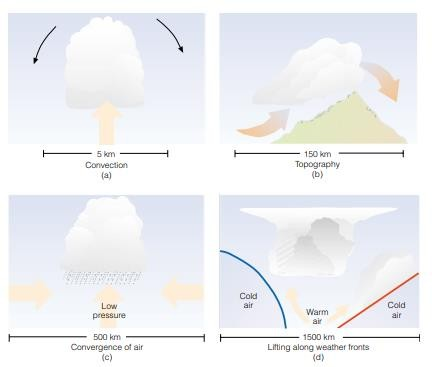 5 km
Convection
(a)
150 km
Topography
(b)
Low
pressure
500 km
Convergence of air
(c)
Cold
air
Warm
air
Cold
air
1500 km
Lifting along weather fronts
(d)